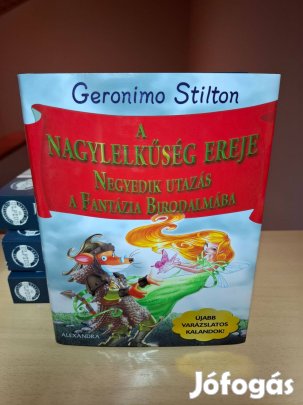 Geronimo Stilton
A
NAGYLELKŰSÉG EREJE
NEGYEDIK UTAZÁS
A FANTÁZIA BIRODALMÁBA
ÚJABB
VARÁZSLATOS
KALANDOK!
ALEXANDRA
Jófogás